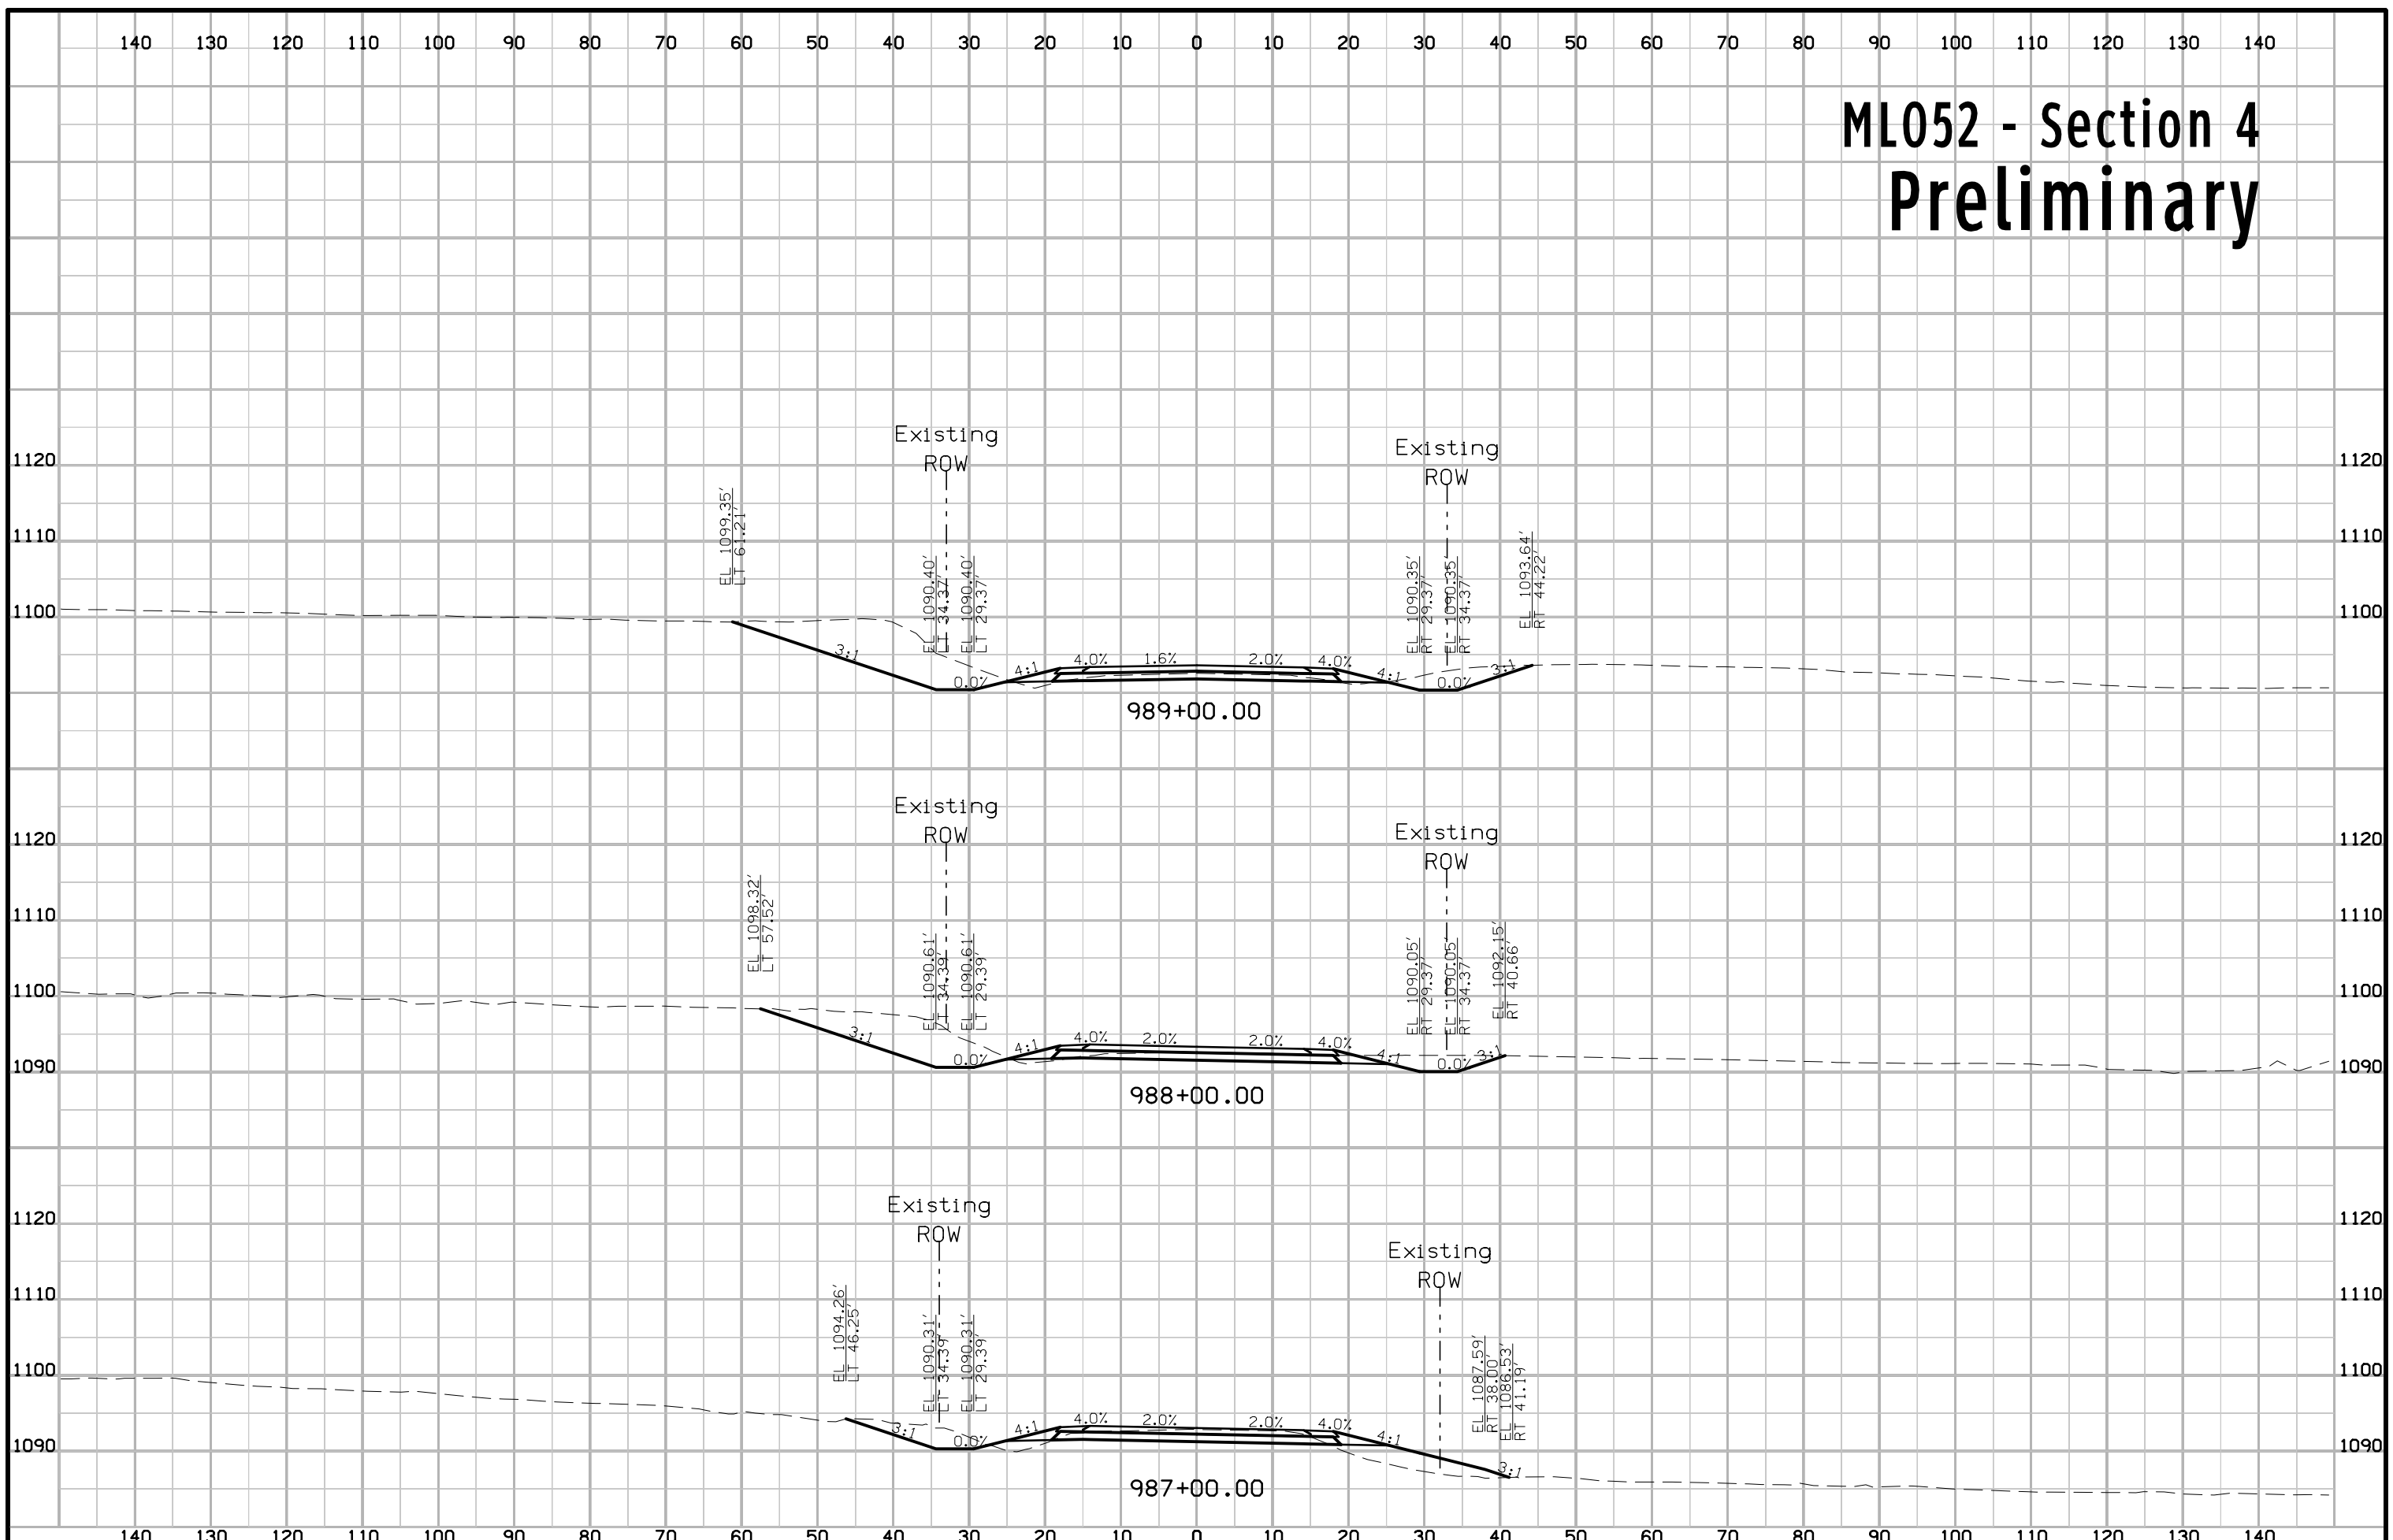 140 130 120 110 100 90 80 70 60 50 40 30 20 10 0 10 20 30 40 50 60 70 80 90 100 110 120 130 140
ML052 - Section 4
Preliminary
Existing
ROW
Existing
ROW
1120 1120
1110 1110
1100 1100
EL 1099.35'
LT 61.21'
EL 1090.40'
LT 34.37'
EL 1090.40'
LT 29.37'
EL 1090.35'
RT 29.37'
EL 1090.35'
RT 34.37'
EL 1093.64'
RT 44.22'
3:1 0.0% 4:1 4.0% 1.6% 2.0% 4.0% 4:1 0.0% 3:1
989+00.00
Existing
ROW
Existing
ROW
1120 1120
1110 1110
1100 1100
1090 1090
EL 1098.32'
LT 57.52'
EL 1090.61'
LT 34.39'
EL 1090.61'
LT 29.39'
EL 1090.05'
RT 29.37'
EL 1090.05'
RT 34.37'
EL 1092.15'
RT 40.66'
3:1 0.0% 4:1 4.0% 2.0% 2.0% 4.0% 4:1 0.0% 3:1
988+00.00
Existing
ROW
Existing
ROW
1120 1120
1110 1110
1100 1100
1090 1090
EL 1094.26'
LT 46.25'
EL 1090.31'
LT 34.39'
EL 1090.31'
LT 29.39'
EL 1087.59'
RT 38.00'
EL 1086.53'
RT 41.19'
3:1 0.0% 4:1 4.0% 2.0% 2.0% 4.0% 4:1 3:1
987+00.00
140 130 120 110 100 90 80 70 60 50 40 30 20 10 0 10 20 30 40 50 60 70 80 90 100 110 120 130 140